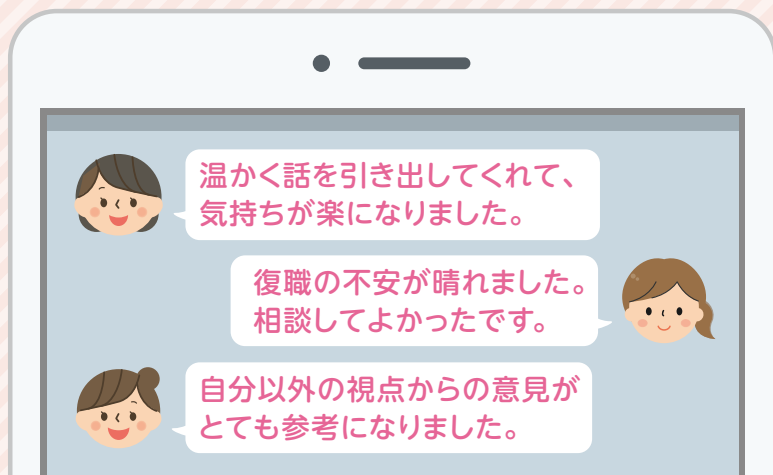 温かく話を引き出してくれて、
気持ちが楽になりました。
復職の不安が晴れました。
相談してよかったです。
自分以外の視点からの意見が
とても参考になりました。